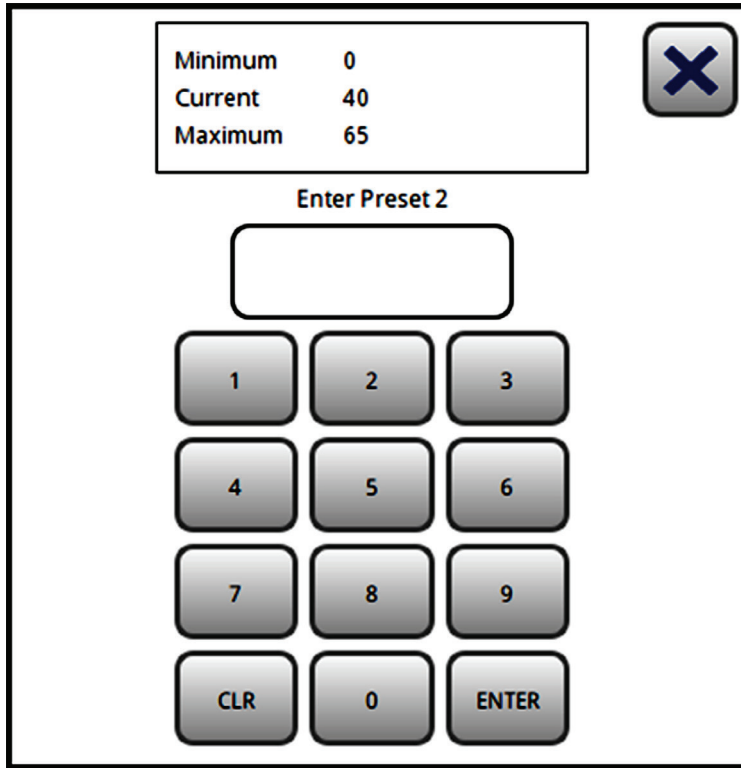 Minimum 0
Current 40
Maximum 65
Enter Preset 2
1 2 3
4 5 6
7 8 9
CLR 0 ENTER